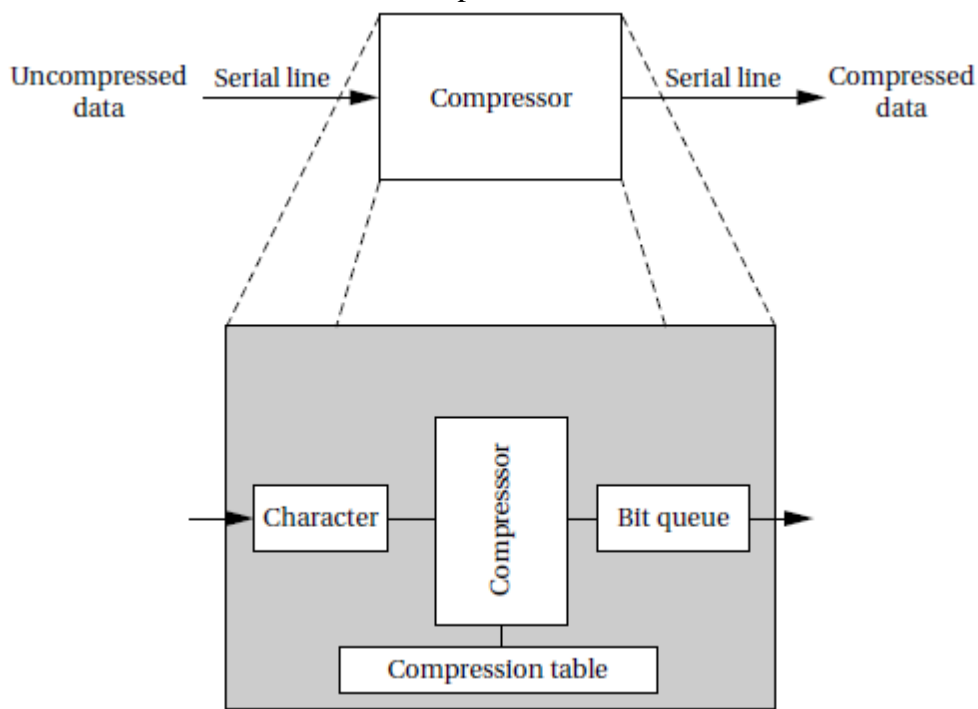 Uncompressed
data
Serial line
Compressor
Serial line
Compressed
data
Character
Compresssor
Bit queue
Compression table